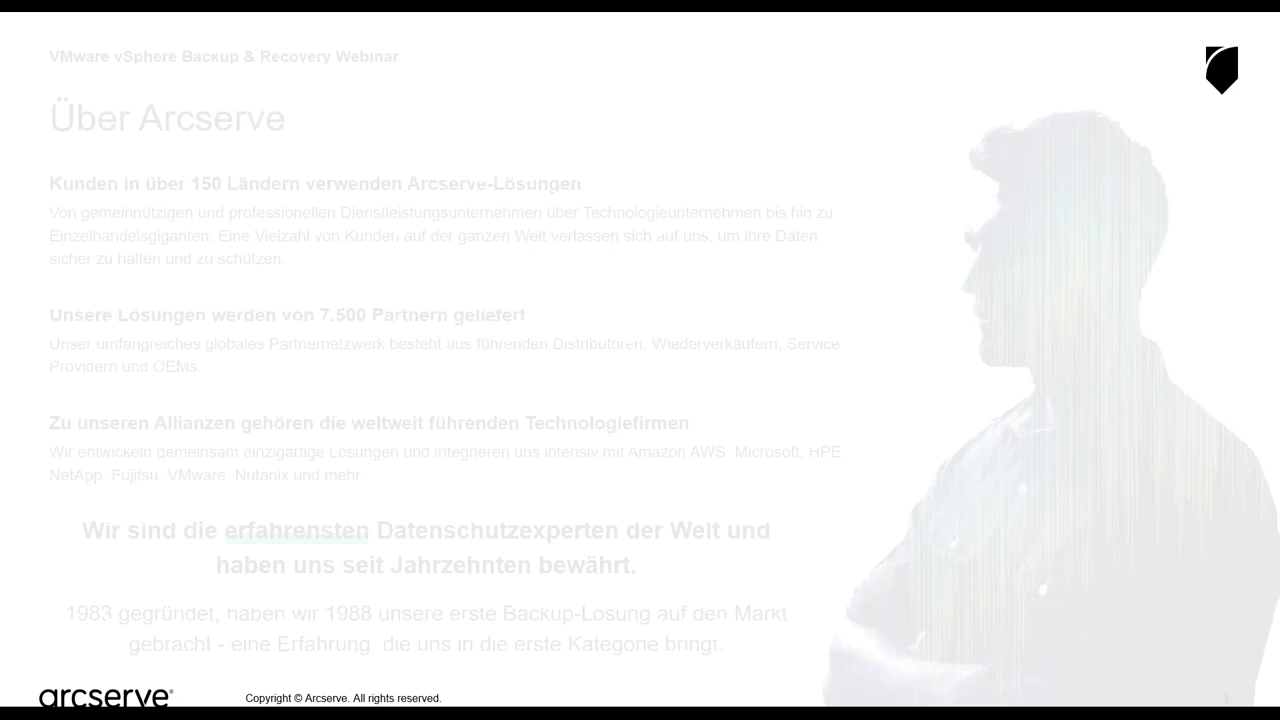 VMware vSphere Backup & Recovery Webinar
Über Arcserve
Kunden in über 150 Ländern verwenden Arcserve-Lösungen
Von gemeinnützigen und professionellen Dienstleistungsunternehmen über Technologieunternehmen bis hin zu
Einzelhandelsgiganten: Eine Vielzahl von Kunden auf der ganzen Welt verlassen sich auf uns, um ihre Daten
sicher zu halten und zu schützen.
Unsere Lösungen werden von 7.500 Partnern geliefert
Unser umfangreiches globales Partnernetzwerk besteht aus führenden Distributoren, Wiederverkäufern, Service
Providern und OEMs.
Zu unseren Allianzen gehören die weltweit führenden Technologiefirmen
Wir entwickeln gemeinsam einzigartige Lösungen und integrieren uns intensiv mit Amazon AWS, Microsoft, HPE,
NetApp, Fujitsu, VMware, Nutanix und mehr.
Wir sind die erfahrensten Datenschutzexperten der Welt und
haben uns seit Jahrzehnten bewährt.
1983 gegründet, haben wir 1988 unsere erste Backup-Lösung auf den Markt
gebracht - eine Erfahrung, die uns in die erste Kategorie bringt.
arcserve®
Copyright © Arcserve. All rights reserved.
3